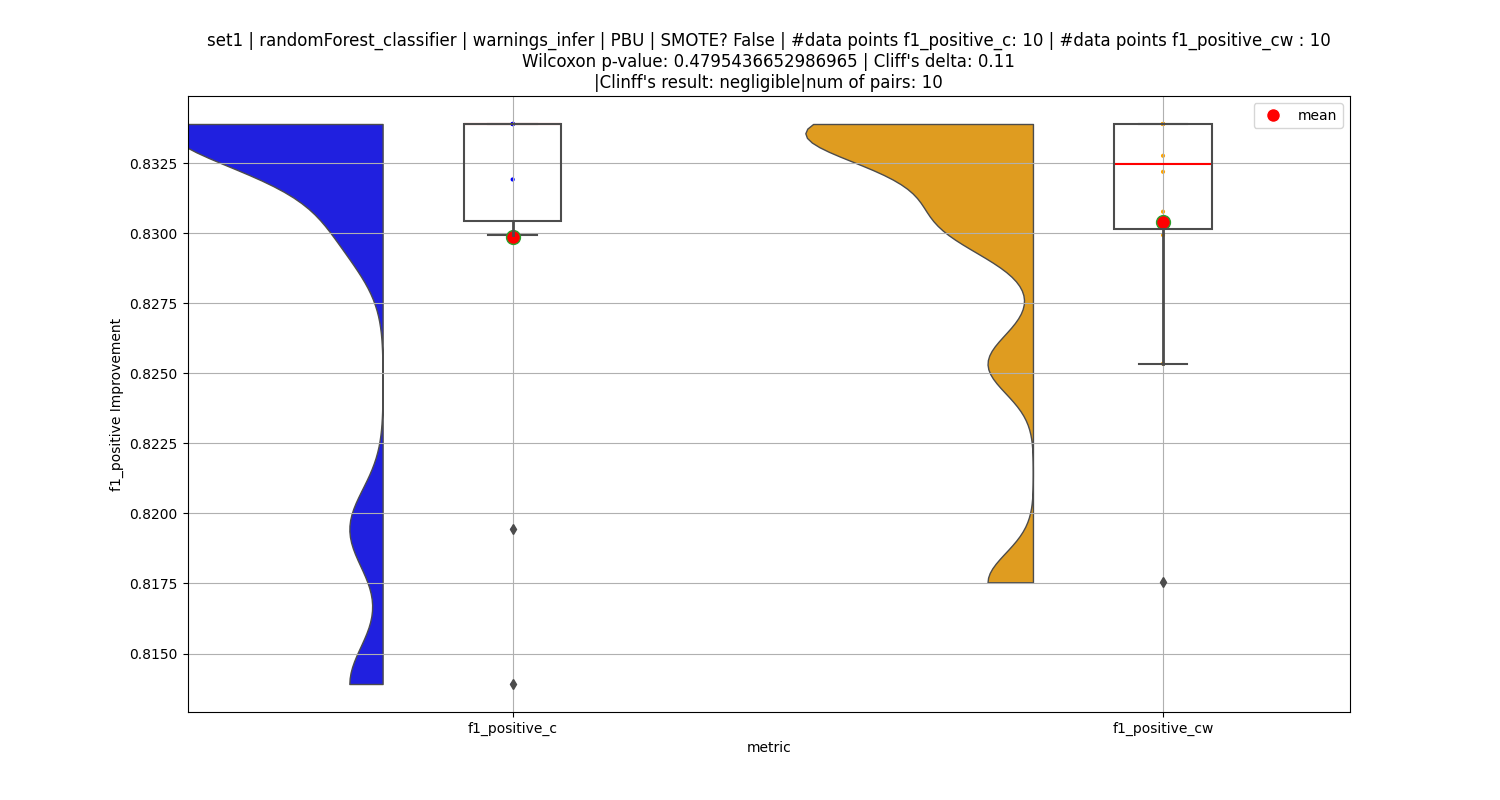 set1 | randomForest_classifier | warnings_infer | PBU | SMOTE? False | #data points f1_positive_c: 10 | #data points f1_positive_cw : 10
Wilcoxon p-value: 0.4795436652986965 | Cliff's delta: 0.11
|Clinff's result: negligible|num of pairs: 10
mean
0.8325
0.8300
0.8275
0.8250
0.8225
0.8200
0.8175
0.8150
f1_positive Improvement
f1_positive_c
f1_positive_cw
metric